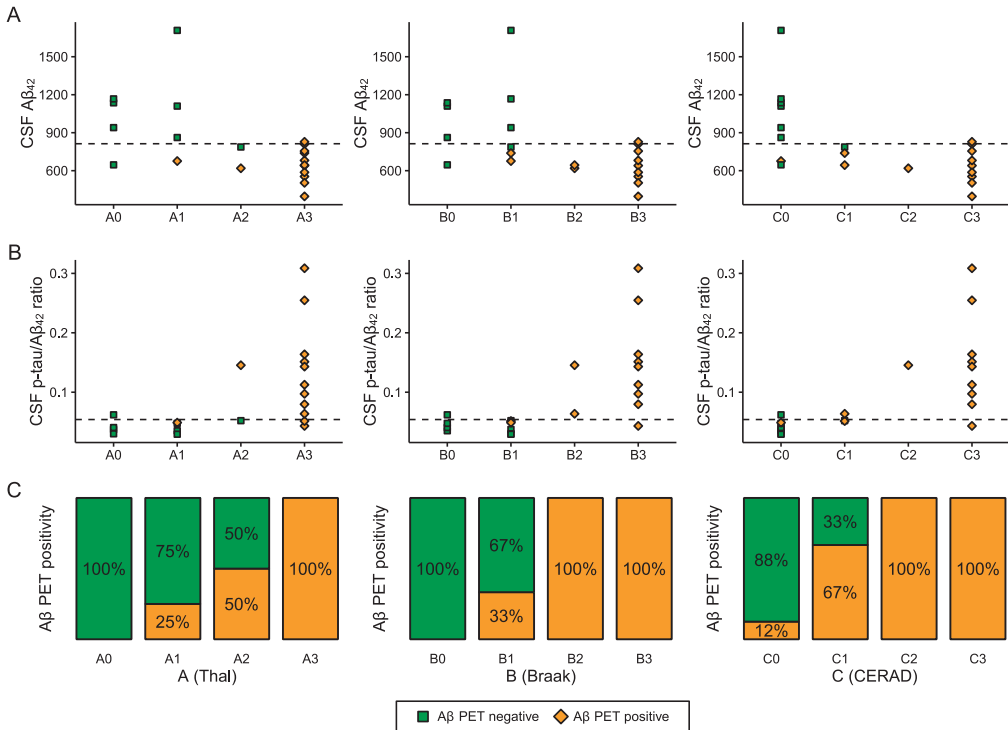 A
CSF Aβ42
1500
1200
900
600
A0 A1 A2 A3
CSF Aβ42
1500
1200
900
600
B0 B1 B2 B3
CSF Aβ42
1500
1200
900
600
C0 C1 C2 C3
B
CSF p-tau/Aβ42 ratio
0.3
0.2
0.1
A0 A1 A2 A3
CSF p-tau/Aβ42 ratio
0.3
0.2
0.1
B0 B1 B2 B3
CSF p-tau/Aβ42 ratio
0.3
0.2
0.1
C0 C1 C2 C3
C
Aβ PET positivity
100% 75% 25% 50% 50% 100%
A0 A1 A2 A3
A (Thal)
Aβ PET positivity
100% 67% 33% 100% 100%
B0 B1 B2 B3
B (Braak)
Aβ PET positivity
88% 12% 33% 67% 100% 100%
C0 C1 C2 C3
C (CERAD)
Aβ PET negative Aβ PET positive